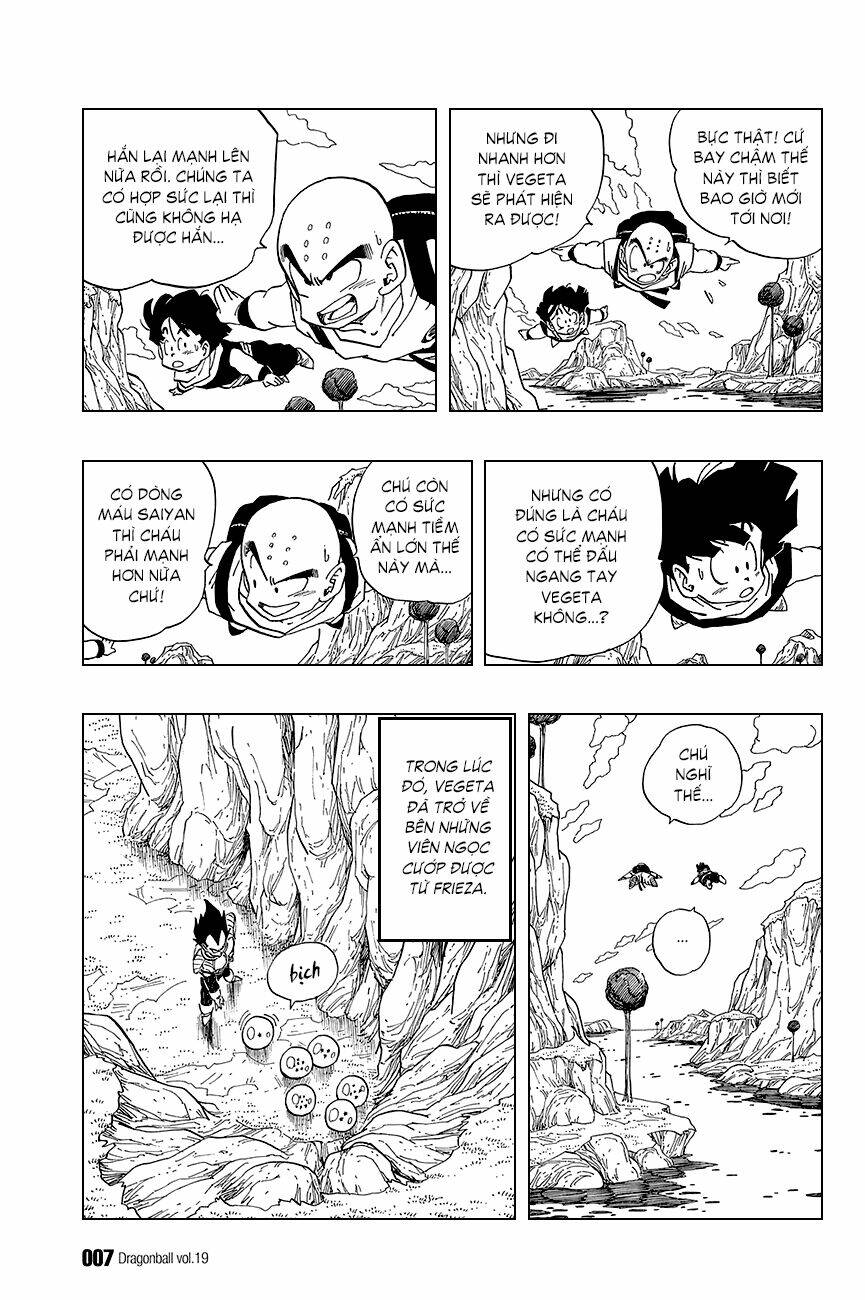 BỰC THẬT! CỨ
BAY CHẬM THẾ
NÀY THÌ BIẾT
BAO GIỜ MỚI
TỚI NƠI!
NHƯNG ĐI
NHANH HƠN
THÌ VEGETA
SẼ PHÁT HIỆN
RA ĐƯỢC!
HẮN LẠI MẠNH LÊN
NỮA RỒI. CHÚNG TA
CÓ HỢP SỨC LẠI THÌ
CŨNG KHÔNG HẠ
ĐƯỢC HẮN...
NHƯNG CÓ
ĐÚNG LÀ CHÁU
CÓ SỨC MẠNH
CÓ THỂ ĐẤU
NGANG TAY
VEGETA
KHÔNG...?
CHÚ CÒN
CÓ SỨC
MẠNH TIỀM
ẨN LỚN THẾ
NÀY MÀ...
CÓ DÒNG
MÁU SAIYAN
THÌ CHÁU
PHẢI MẠNH
HƠN NỮA
CHỨ!
CHÚ
NGHĨ
THẾ...
...
TRONG LÚC
ĐÓ, VEGETA
ĐÃ TRỞ VỀ
BÊN NHỮNG
VIÊN NGỌC
CƯỚP ĐƯỢC
TỪ FRIEZA.
bịch
007 Dragonball vol.19